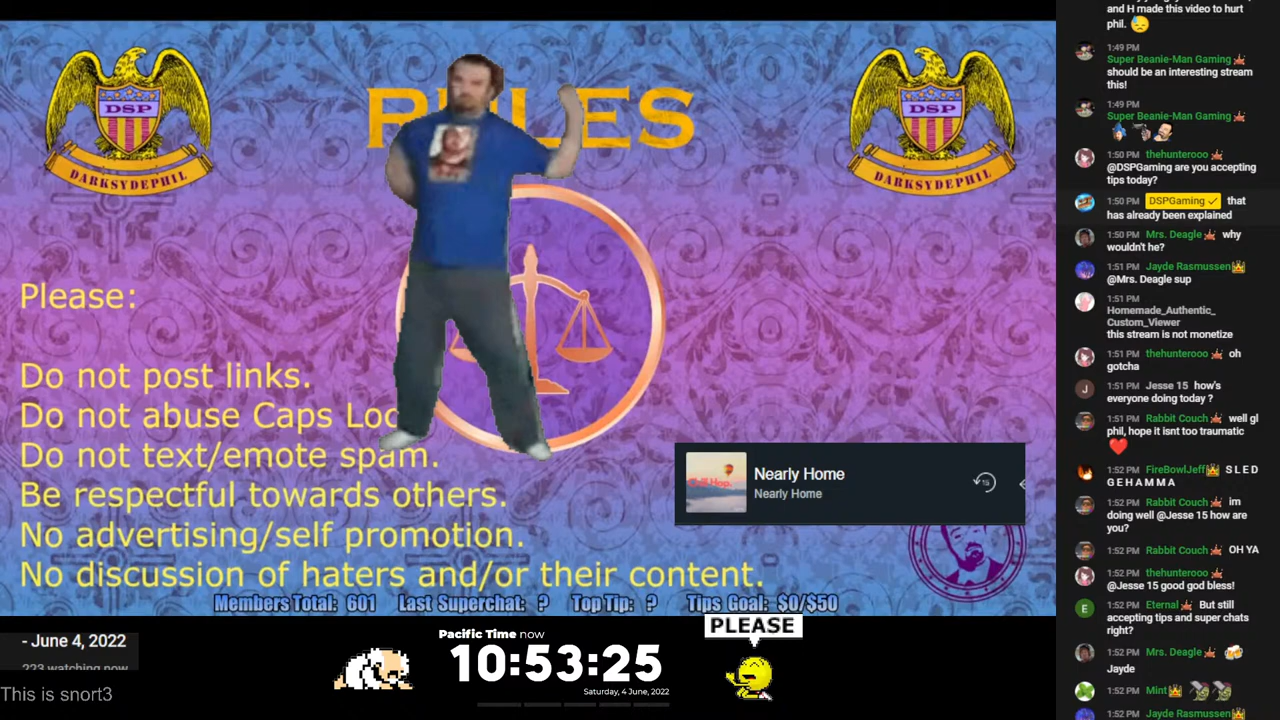 RULES
DSP
DARKSYDEPHIL
DSP
DARKSYDEPHIL
Please:
Do not post links.
Do not abuse Caps Loc
Do not text/emote spam.
Be respectful towards others.
No advertising/self promotion.
No discussion of haters and/or their content.
Chill Hop.
Nearly Home
Nearly Home
15
Members Total: 601 Last Superchat: ? Top Tip: ? Tips Goal: $0/$50
- June 4, 2022
223 watching now
This is snort3
Pacific Time now
10:53:25
Saturday, 4 June, 2022
PLEASE
and H made this video to hurt
phil.
1:49 PM
Super Beanie-Man Gaming
should be an interesting stream
this!
1:49 PM
Super Beanie-Man Gaming
1:50 PM thehunterooo
@DSPGaming are you accepting
tips today?
1:50 PM DSPGaming ✓ that
has already been explained
1:50 PM Mrs. Deagle why
wouldn't he?
1:51 PM Jayde Rasmussen
@Mrs. Deagle sup
1:51 PM
Homemade_Authentic_
Custom_Viewer
this stream is not monetize
1:51 PM thehunterooo oh
gotcha
J
1:51 PM Jesse 15 how's
everyone doing today ?
1:51 PM Rabbit Couch well gl
phil, hope it isnt too traumatic
❤️
1:52 PM FireBowlJeff S L E D
G E H A M M A
1:52 PM Rabbit Couch im
doing well @Jesse 15 how are
you?
1:52 PM Rabbit Couch OH YA
1:52 PM thehunterooo
@Jesse 15 good god bless!
E
1:52 PM Eternal But still
accepting tips and super chats
right?
1:52 PM Mrs. Deagle 🍻
Jayde
1:52 PM Mint
1:52 PM Jayde Rasmussen